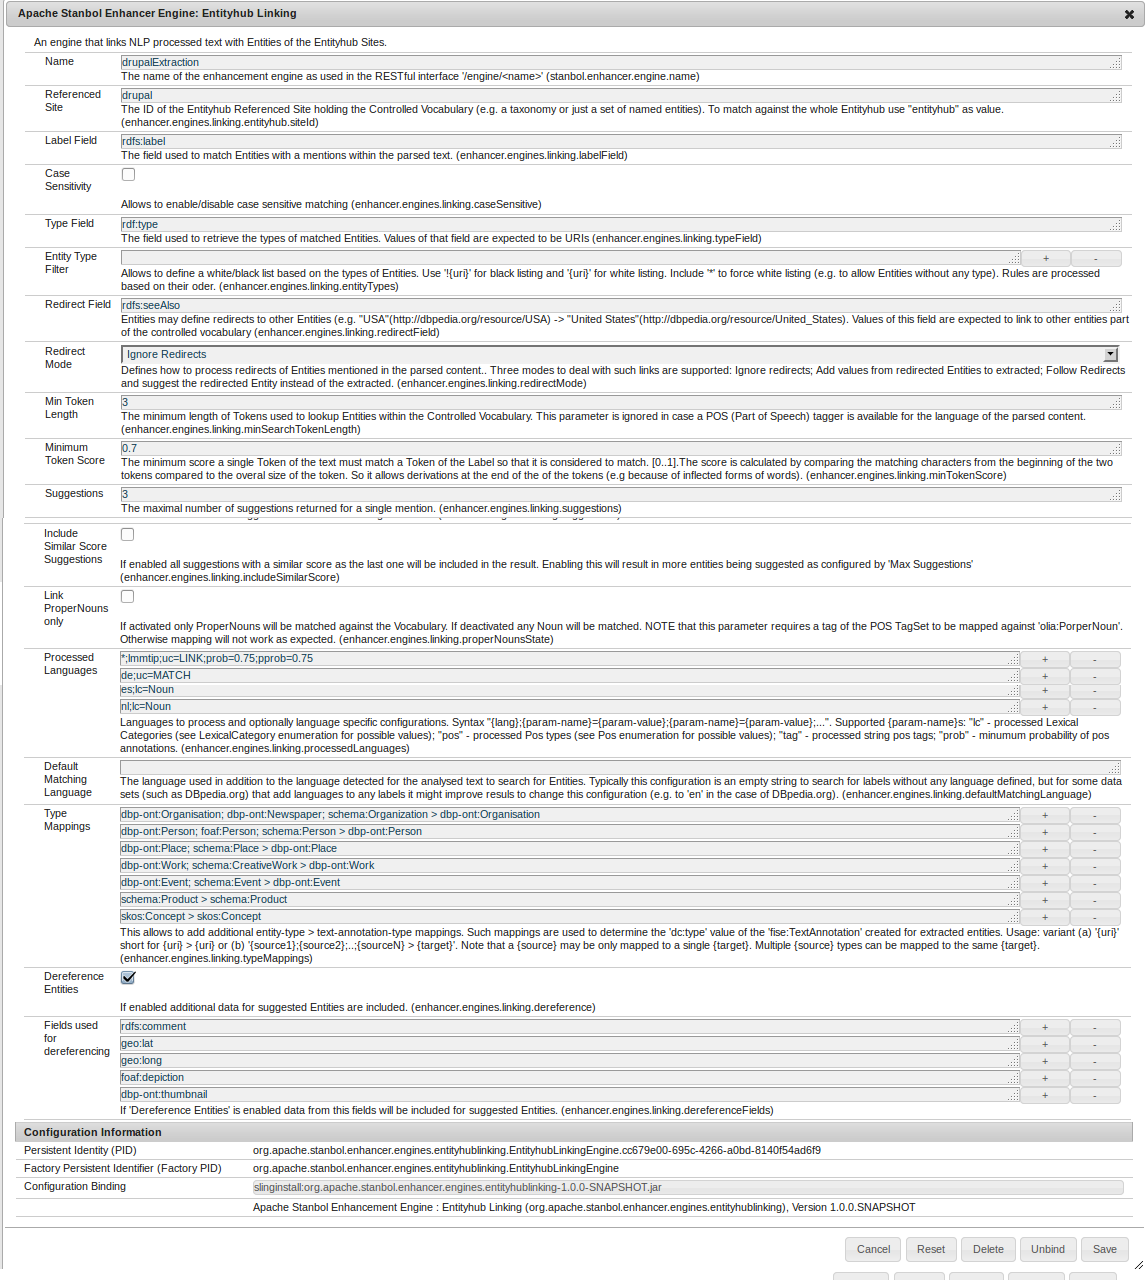 Apache Stanbol Enhancer Engine: Entityhub Linking
An engine that links NLP processed text with Entities of the Entityhub Sites.
Name
drupalExtraction
The name of the enhancement engine as used in the RESTful interface '/engine/<name>' (stanbol.enhancer.engine.name)
Referenced
Site
drupal
The ID of the Entityhub Referenced Site holding the Controlled Vocabulary (e.g. a taxonomy or just a set of named entities). To match against the whole Entityhub use "entityhub" as value.
(enhancer.engines.linking.entityhub.siteId)
Label Field
rdfs:label
The field used to match Entities with a mentions within the parsed text. (enhancer.engines.linking.labelField)
Case
Sensitivity
Allows to enable/disable case sensitive matching (enhancer.engines.linking.caseSensitive)
Type Field
rdf:type
The field used to retrieve the types of matched Entities. Values of that field are expected to be URIs (enhancer.engines.linking.typeField)
Entity Type
Filter
+ -
Allows to define a white/black list based on the types of Entities. Use '!{uri}' for black listing and '{uri}' for white listing. Include '*' to force white listing (e.g. to allow Entities without any type). Rules are processed
based on their oder. (enhancer.engines.linking.entityTypes)
Redirect Field
rdfs:seeAlso
Entities may define redirects to other Entities (e.g. "USA"(http://dbpedia.org/resource/USA) -> "United States"(http://dbpedia.org/resource/United_States). Values of this field are expected to link to other entities part
of the controlled vocabulary (enhancer.engines.linking.redirectField)
Redirect
Mode
Ignore Redirects
Defines how to process redirects of Entities mentioned in the parsed content.. Three modes to deal with such links are supported: Ignore redirects; Add values from redirected Entities to extracted; Follow Redirects
and suggest the redirected Entity instead of the extracted. (enhancer.engines.linking.redirectMode)
Min Token
Length
3
The minimum length of Tokens used to lookup Entities within the Controlled Vocabulary. This parameter is ignored in case a POS (Part of Speech) tagger is available for the language of the parsed content.
(enhancer.engines.linking.minSearchTokenLength)
Minimum
Token Score
0.7
The minimum score a single Token of the text must match a Token of the Label so that it is considered to match. [0..1].The score is calculated by comparing the matching characters from the beginning of the two
tokens compared to the overal size of the token. So it allows derivations at the end of the of the tokens (e.g because of inflected forms of words). (enhancer.engines.linking.minTokenScore)
Suggestions
3
The maximal number of suggestions returned for a single mention. (enhancer.engines.linking.suggestions)
Include
Similar Score
Suggestions
If enabled all suggestions with a similar score as the last one will be included in the result. Enabling this will result in more entities being suggested as configured by 'Max Suggestions'
(enhancer.engines.linking.includeSimilarScore)
Link
ProperNouns
only
If activated only ProperNouns will be matched against the Vocabulary. If deactivated any Noun will be matched. NOTE that this parameter requires a tag of the POS TagSet to be mapped against 'olia:PorperNoun'.
Otherwise mapping will not work as expected. (enhancer.engines.linking.properNounsState)
Processed
Languages
*;lmmtip;uc=LINK;prob=0.75;pprob=0.75 + -
de;uc=MATCH + -
es;lc=Noun + -
nl;lc=Noun + -
Languages to process and optionally language specific configurations. Syntax "{lang};{param-name}={param-value};{param-name}={param-value};...". Supported {param-name}s: "lc" - processed Lexical
Categories (see LexicalCategory enumeration for possible values); "pos" - processed Pos types (see Pos enumeration for possible values); "tag" - processed string pos tags; "prob" - minumum probability of pos
annotations. (enhancer.engines.linking.processedLanguages)
Default
Matching
Language
The language used in addition to the language detected for the analysed text to search for Entities. Typically this configuration is an empty string to search for labels without any language defined, but for some data
sets (such as DBpedia.org) that add languages to any labels it might improve resuls to change this configuration (e.g. to 'en' in the case of DBpedia.org). (enhancer.engines.linking.defaultMatchingLanguage)
Type
Mappings
dbp-ont:Organisation; dbp-ont:Newspaper; schema:Organization > dbp-ont:Organisation + -
dbp-ont:Person; foaf:Person; schema:Person > dbp-ont:Person + -
dbp-ont:Place; schema:Place > dbp-ont:Place + -
dbp-ont:Work; schema:CreativeWork > dbp-ont:Work + -
dbp-ont:Event; schema:Event > dbp-ont:Event + -
schema:Product > schema:Product + -
skos:Concept > skos:Concept + -
This allows to add additional entity-type > text-annotation-type mappings. Such mappings are used to determine the 'dc:type' value of the 'fise:TextAnnotation' created for extracted entities. Usage: variant (a) '{uri}'
short for {uri} > {uri} or (b) '{source1};{source2};..;{sourceN} > {target}'. Note that a {source} may be only mapped to a single {target}. Multiple {source} types can be mapped to the same {target}.
(enhancer.engines.linking.typeMappings)
Dereference
Entities
If enabled additional data for suggested Entities are included. (enhancer.engines.linking.dereference)
Fields used
for
dereferencing
rdfs:comment + -
geo:lat + -
geo:long + -
foaf:depiction + -
dbp-ont:thumbnail + -
If 'Dereference Entities' is enabled data from this fields will be included for suggested Entities. (enhancer.engines.linking.dereferenceFields)
Configuration Information
Persistent Identity (PID) org.apache.stanbol.enhancer.engines.entityhublinking.EntityhubLinkingEngine.cc679e00-695c-4266-a0bd-8140f54ad6f9
Factory Persistent Identifier (Factory PID) org.apache.stanbol.enhancer.engines.entityhublinking.EntityhubLinkingEngine
Configuration Binding slinginstall:org.apache.stanbol.enhancer.engines.entityhublinking-1.0.0-SNAPSHOT.jar
Apache Stanbol Enhancement Engine : Entityhub Linking (org.apache.stanbol.enhancer.engines.entityhublinking), Version 1.0.0.SNAPSHOT
Cancel Reset Delete Unbind Save